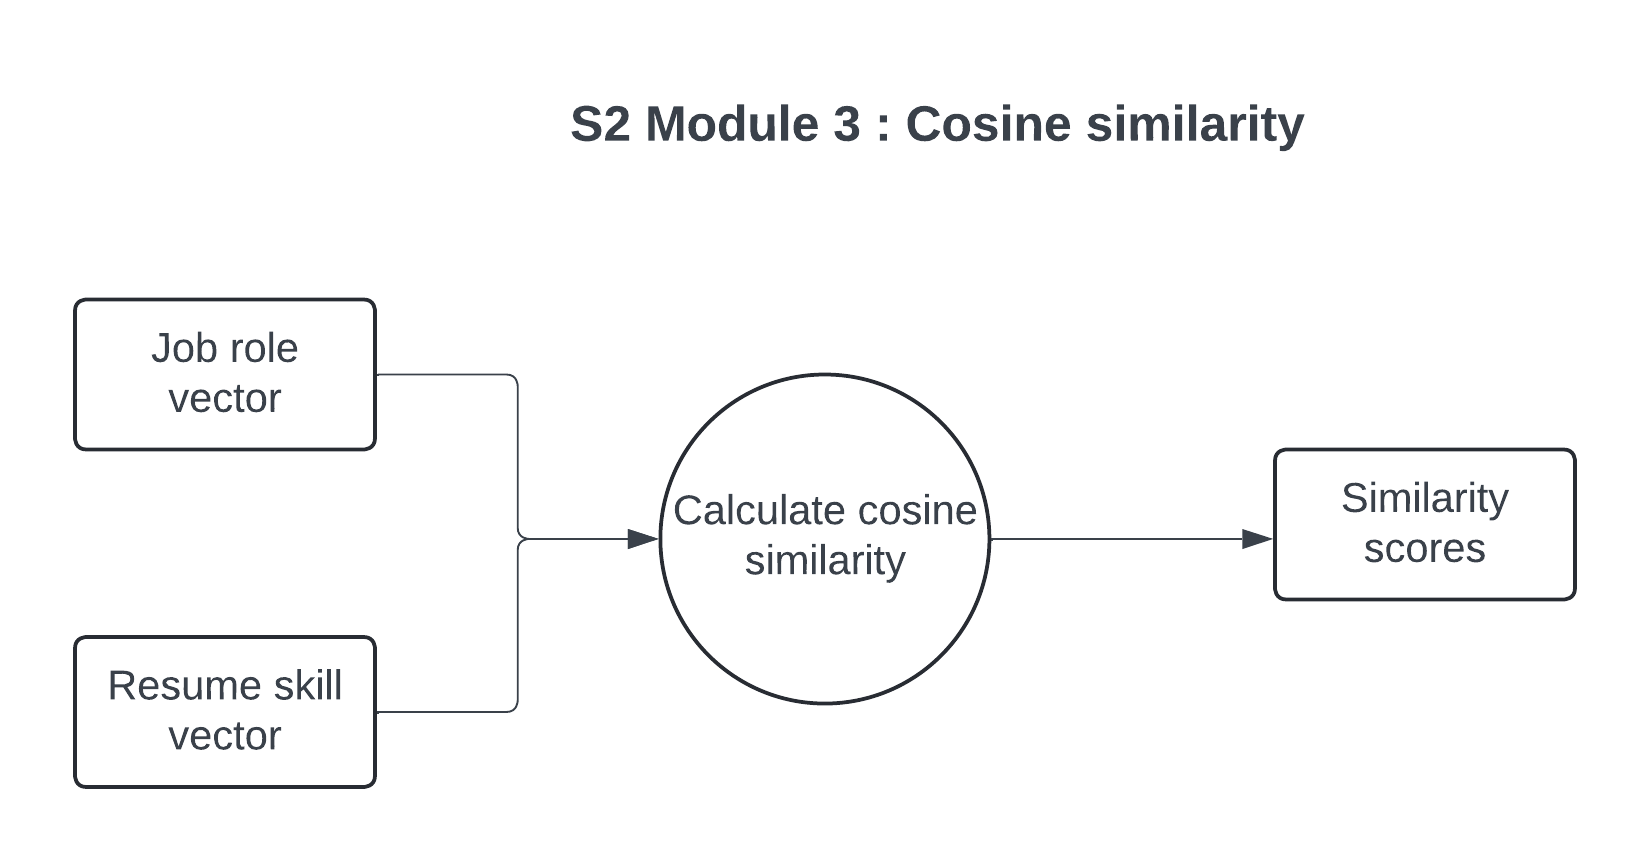 S2 Module 3 : Cosine similarity
Job role
vector
Resume skill
vector
Calculate cosine
similarity
Similarity
scores